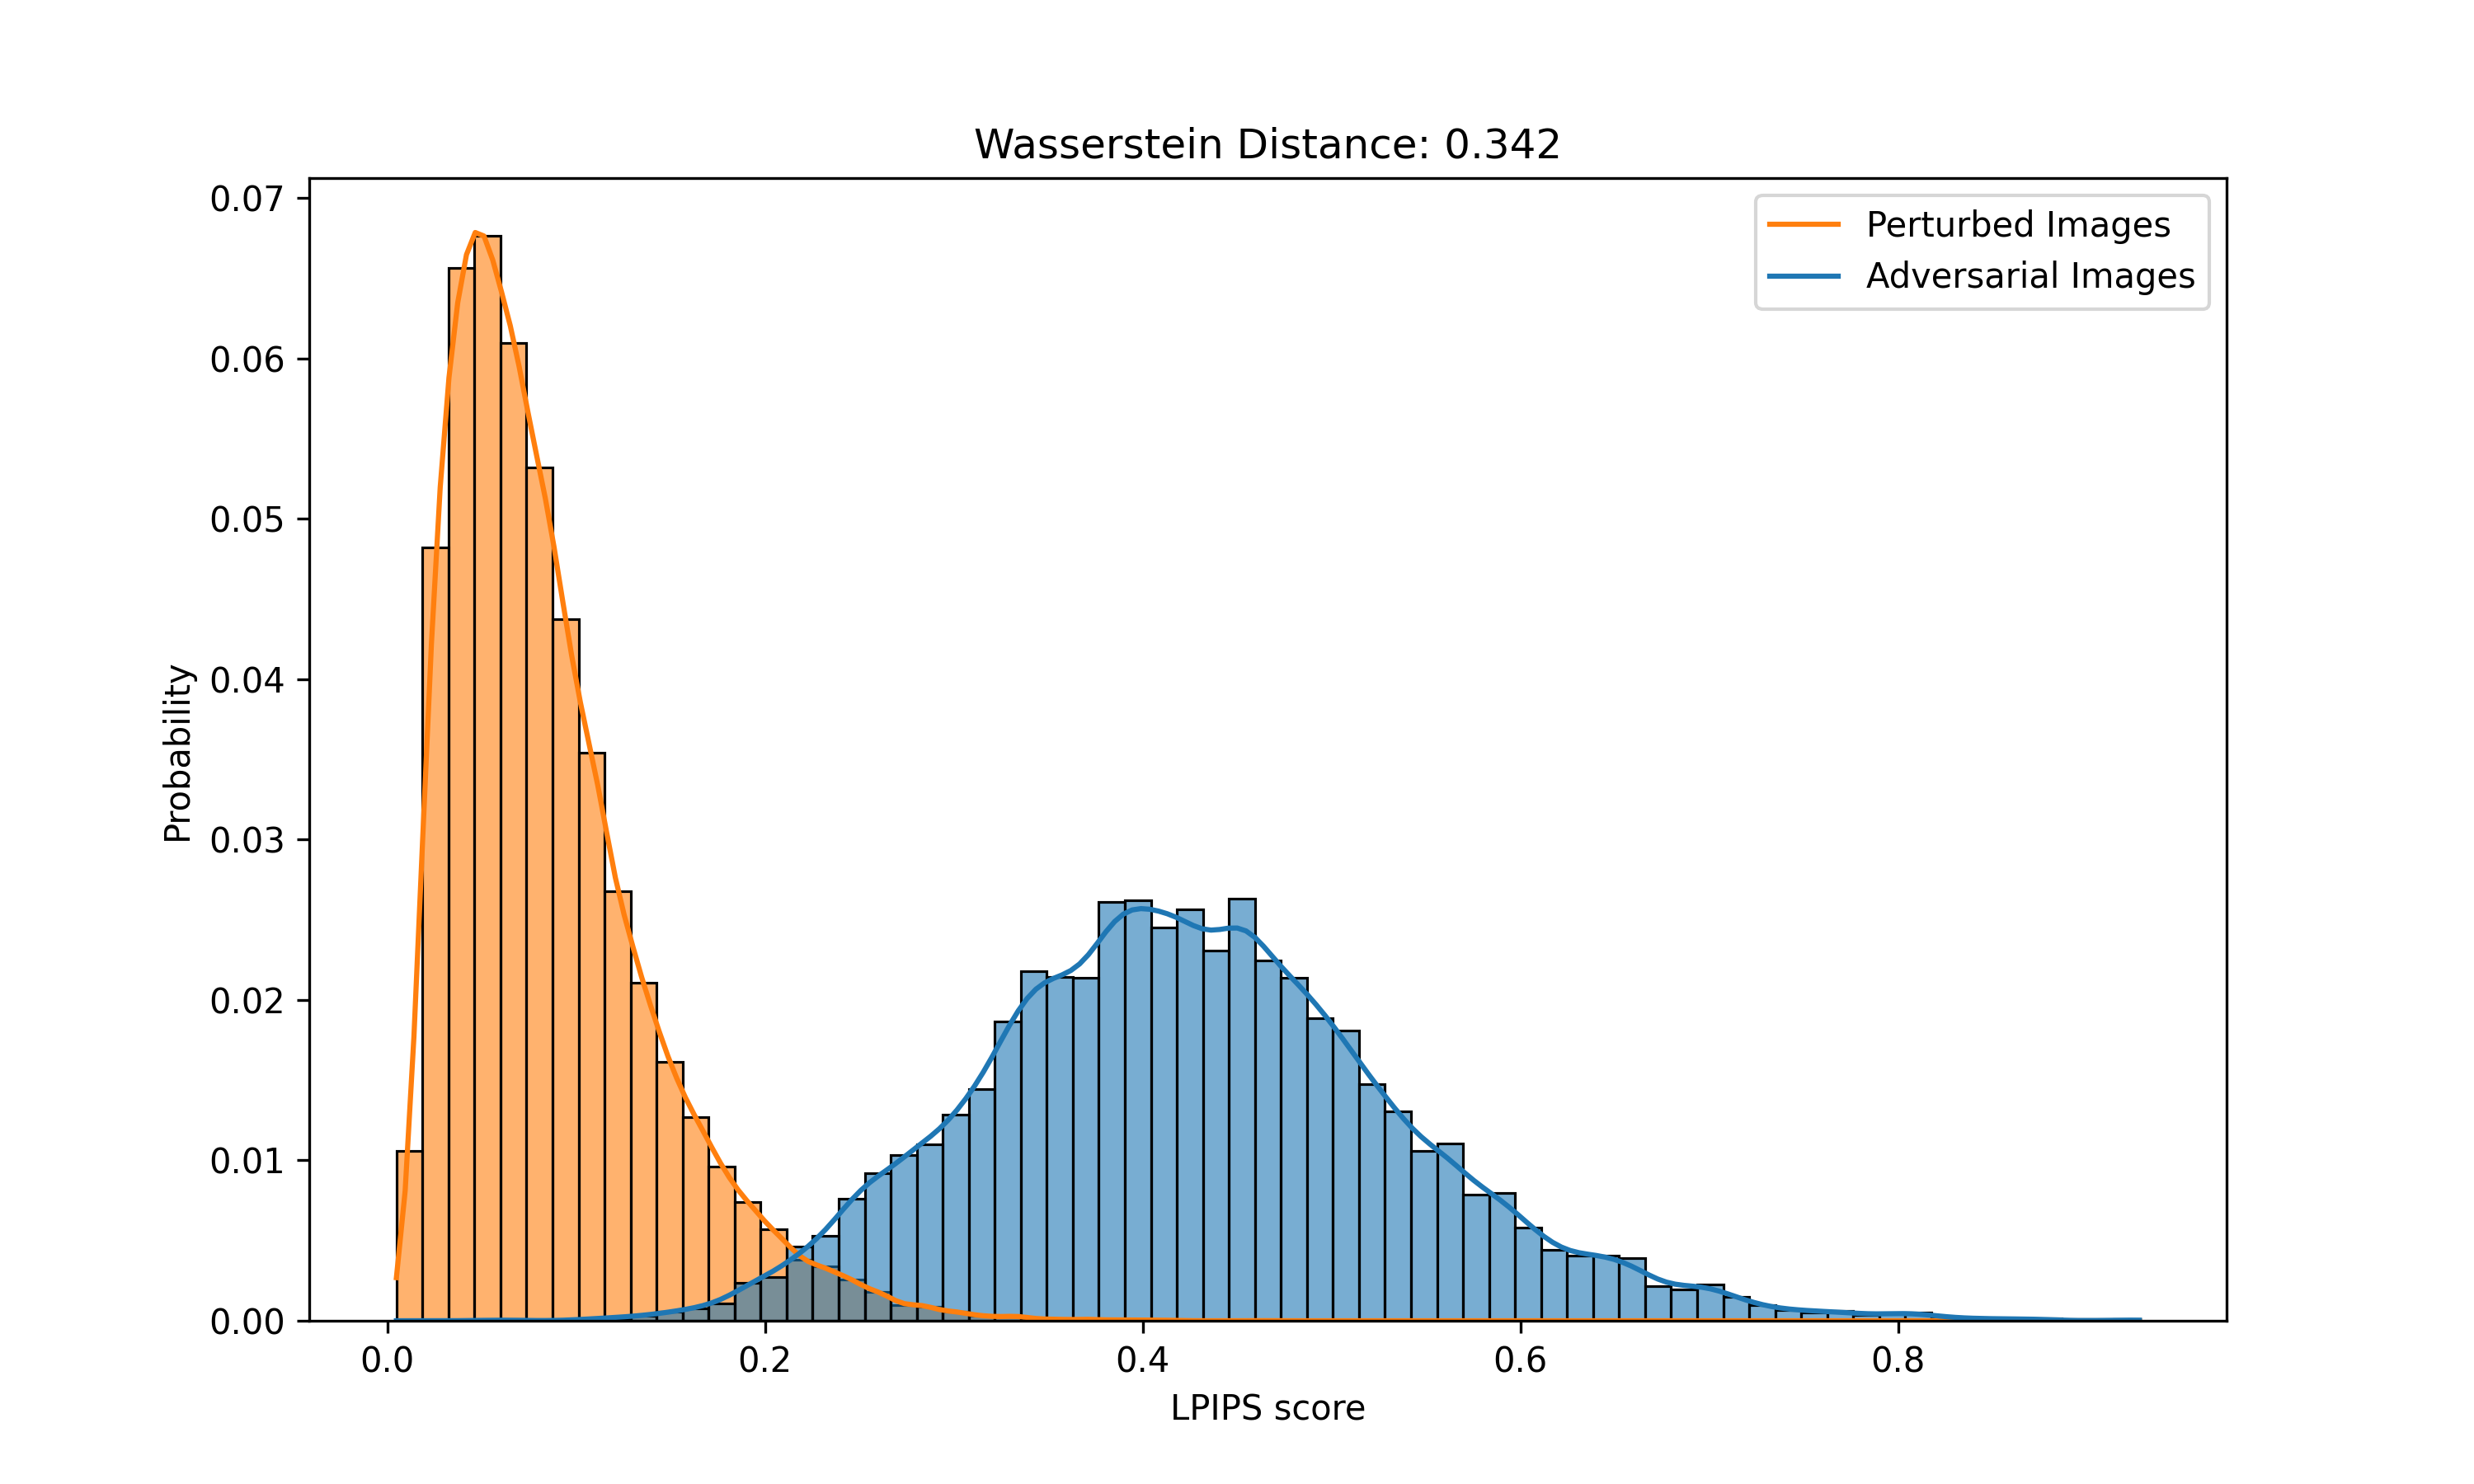 Wasserstein Distance: 0.342
Perturbed Images
Adversarial Images
0.07
0.06
0.05
0.04
0.03
0.02
0.01
0.00
Probability
0.0 0.2 0.4 0.6 0.8
LPIPS score